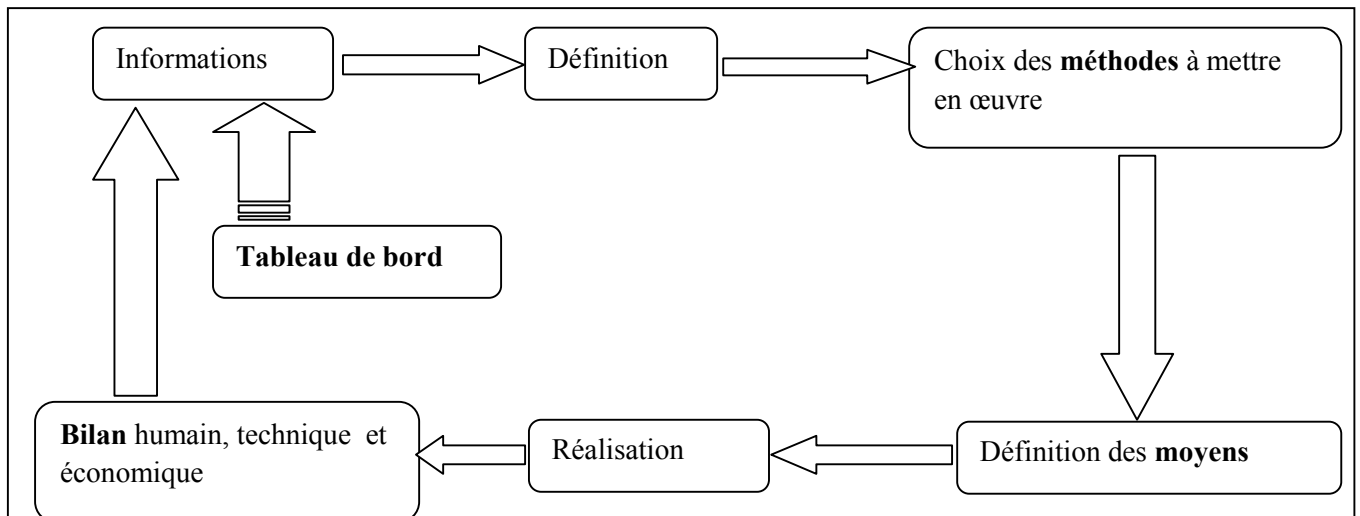 Informations
Définition
Choix des méthodes à mettre
en œuvre
Tableau de bord
Bilan humain, technique et
économique
Réalisation
Définition des moyens